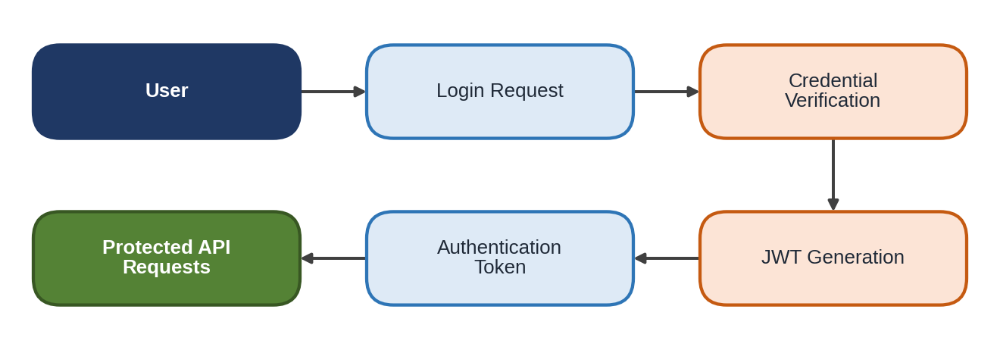 User
Login Request
Credential
Verification
Protected API
Requests
Authentication
Token
JWT Generation